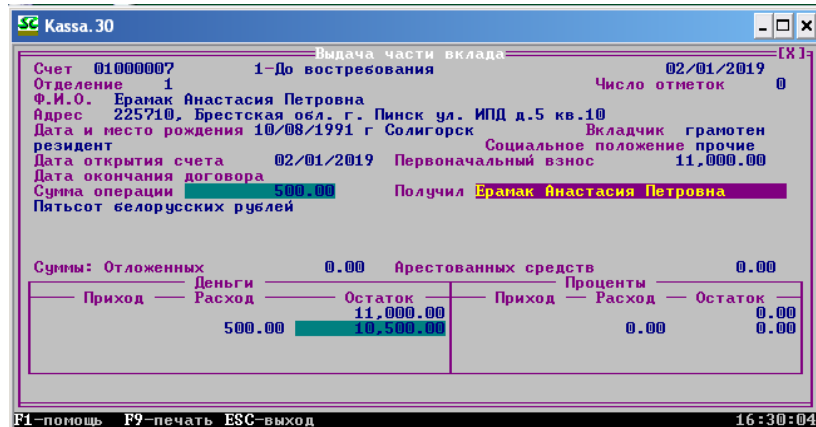 Kassa.30
Выдача части вклада [X]
Счет 01000007 1-До востребования 02/01/2019
Отделение 1 Число отметок 0
Ф.И.О. Ерамак Анастасия Петровна
Адрес 225710, Брестская обл. г. Пинск ул. ИПД д.5 кв.10
Дата и место рождения 10/08/1991 г Солигорск Вкладчик грамотен
резидент Социальное положение прочие
Дата открытия счета 02/01/2019 Первоначальный взнос 11,000.00
Дата окончания договора
Сумма операции 500.00 Получил Ерамак Анастасия Петровна
Пятьсот белорусских рублей
Суммы: Отложенных 0.00 Арестованных средств 0.00
Деньги Проценты
Приход Расход Остаток Приход Расход Остаток
11,000.00 0.00
500.00 10,500.00 0.00 0.00
F1-помощь F9-печать ESC-выход 16:30:04